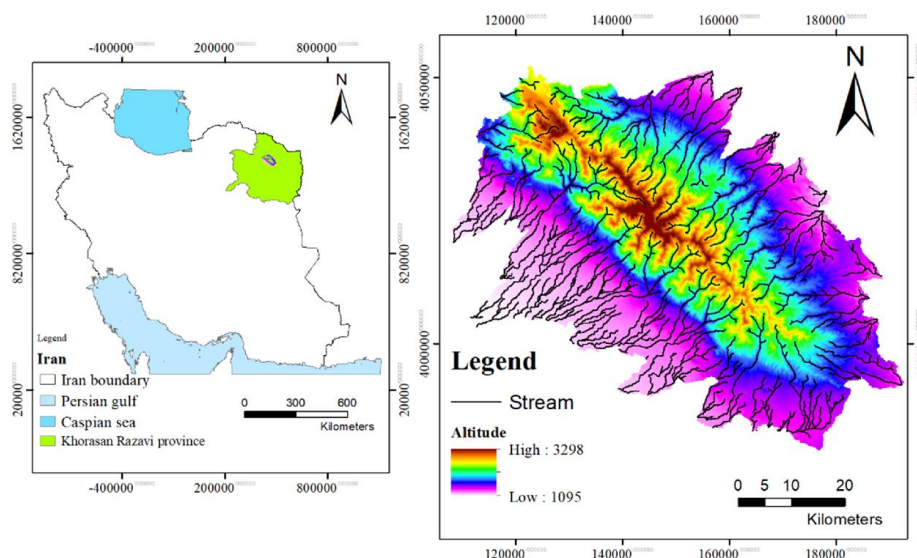 -400000 200000 800000
N
1620000
1620000
820000
820000
20000
20000
Legend
Iran
Iran boundary
Persian gulf
Caspian sea
Khorasan Razavi province
0 300 600
Kilometers
-400000 200000 800000
120000 140000 160000 180000
N
4050000
4050000
4000000
4000000
Legend
Stream
Altitude
High : 3298
Low : 1095
0 5 10 20
Kilometers
120000 140000 160000 180000